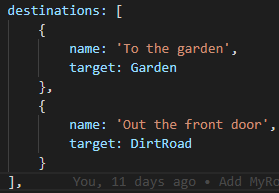 destinations: [
    {
        name: 'To the garden',
        target: Garden
    },
    {
        name: 'Out the front door',
        target: DirtRoad
    }
], You, 11 days ago • Add MyRo